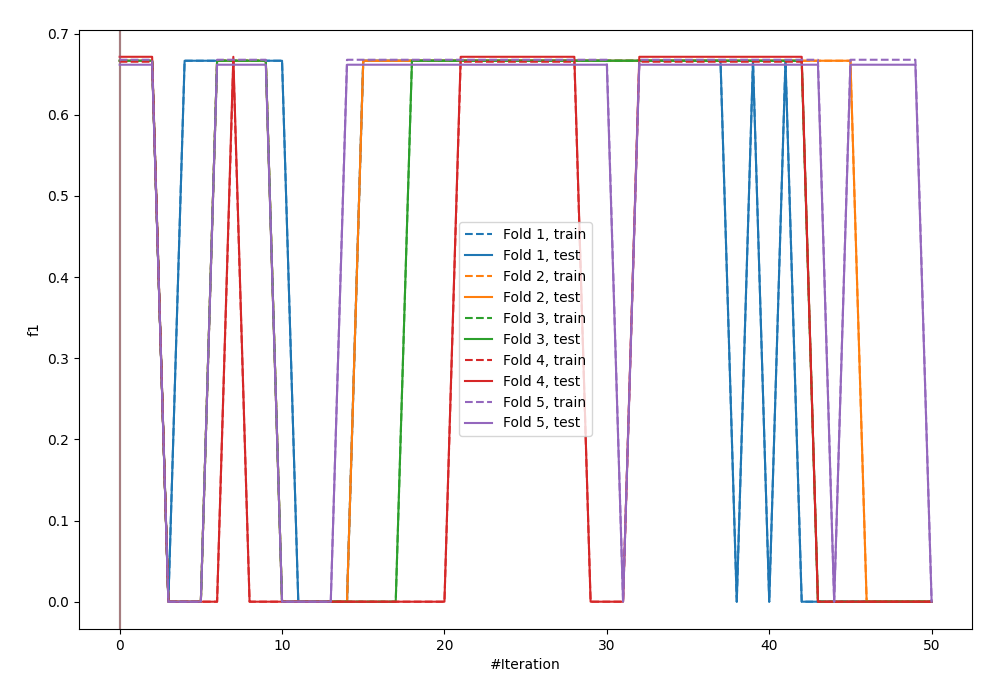 0.7
0.6
0.5
0.4
0.3
0.2
0.1
0.0
f1
Fold 1, train
Fold 1, test
Fold 2, train
Fold 2, test
Fold 3, train
Fold 3, test
Fold 4, train
Fold 4, test
Fold 5, train
Fold 5, test
0 10 20 30 40 50
#Iteration